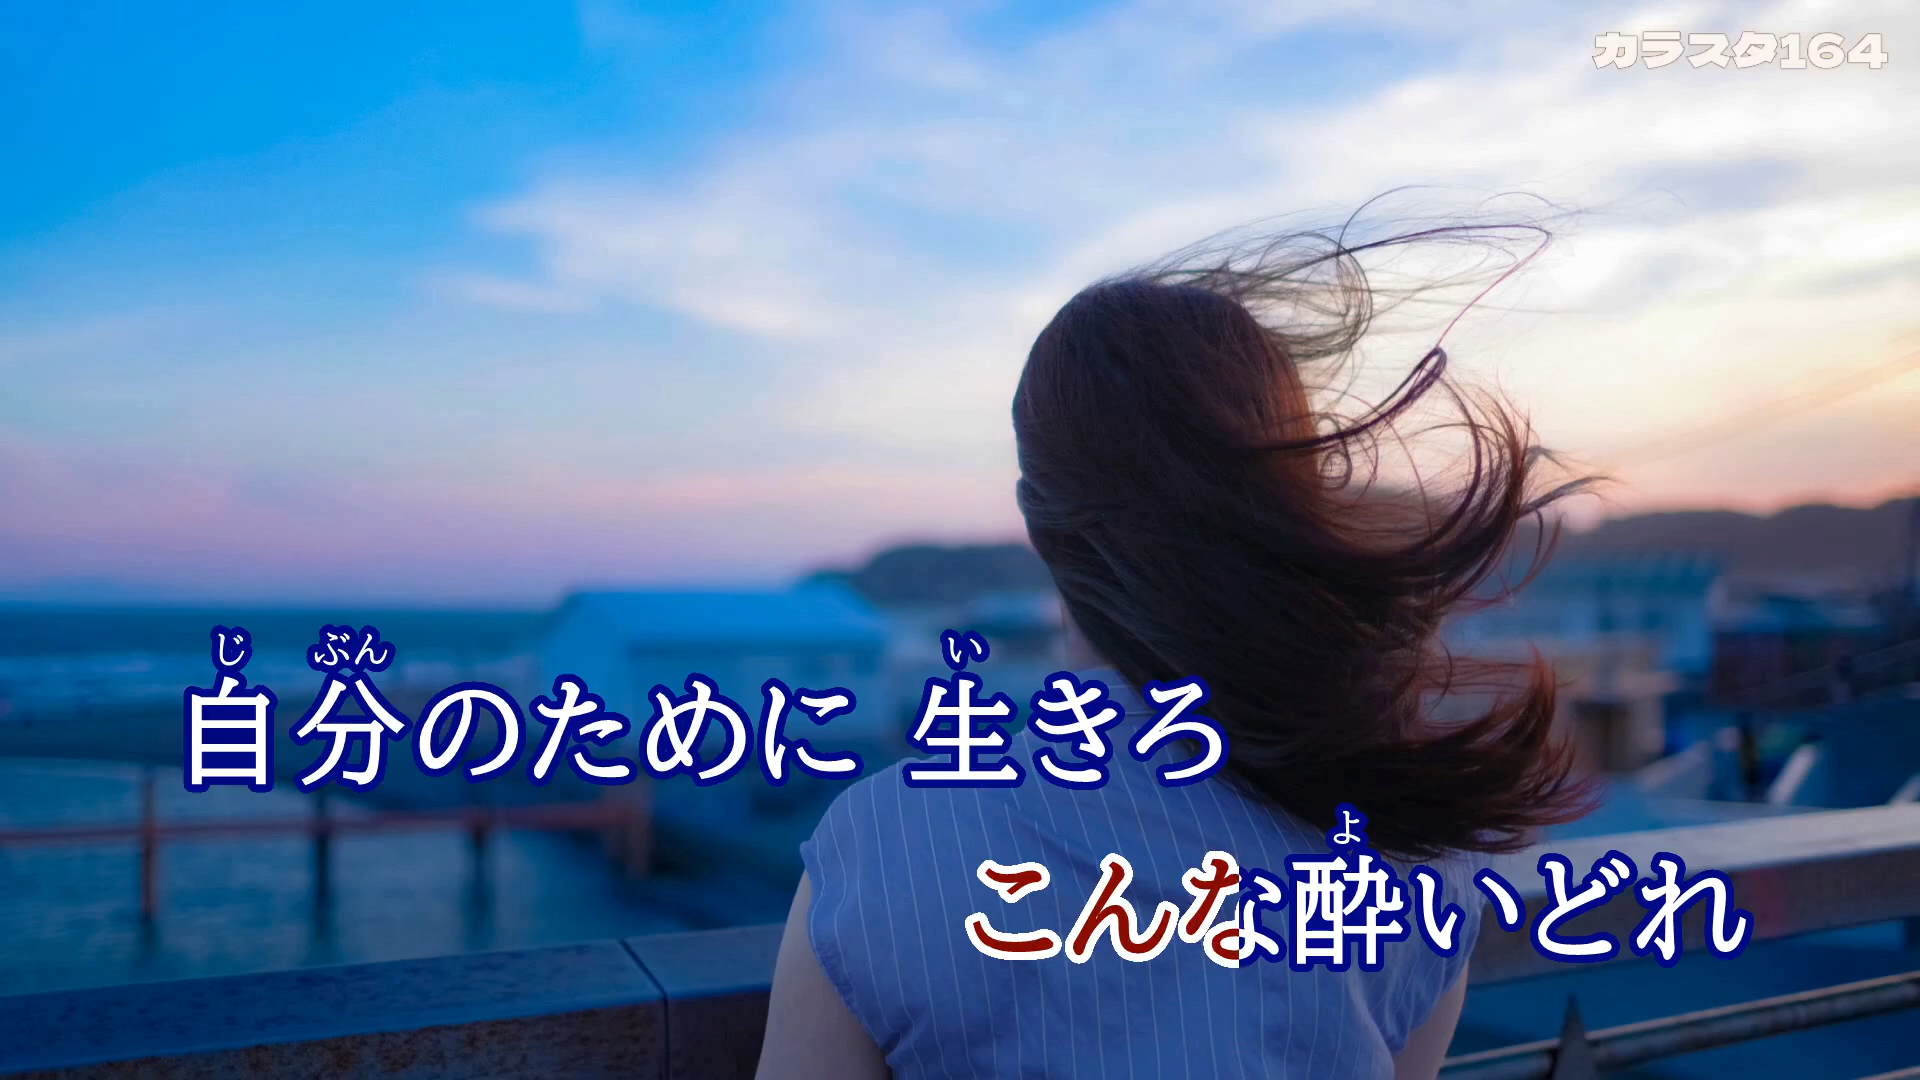 カラスタ164
じ ぶん い
自分のために 生きろ
よ
こんな酔いどれ